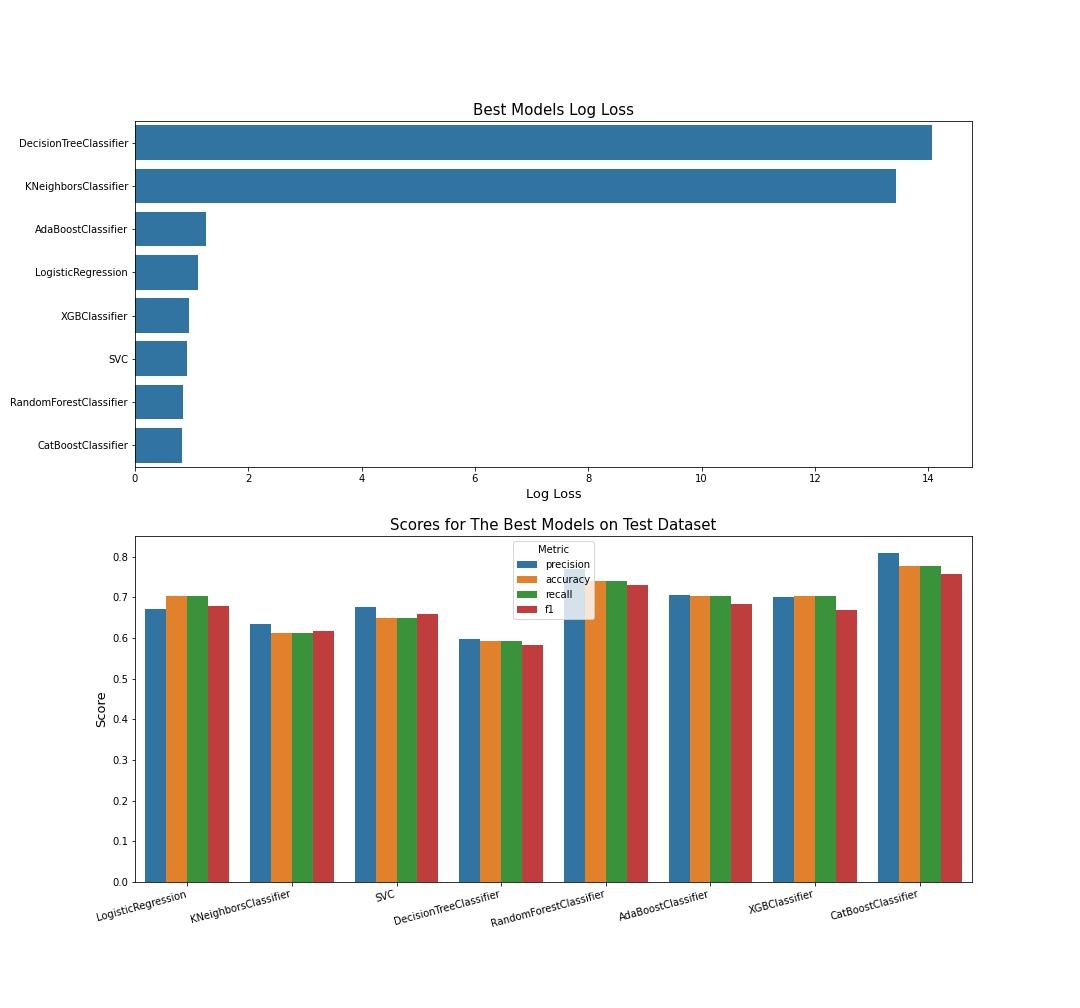 Best Models Log Loss
DecisionTreeClassifier
KNeighborsClassifier
AdaBoostClassifier
LogisticRegression
XGBClassifier
SVC
RandomForestClassifier
CatBoostClassifier
0 2 4 6 8 10 12 14
Log Loss
Scores for The Best Models on Test Dataset
Metric
precision
accuracy
recall
f1
0.8
0.7
0.6
0.5
0.4
0.3
0.2
0.1
0.0
Score
LogisticRegression KNeighborsClassifier SVC DecisionTreeClassifier RandomForestClassifier AdaBoostClassifier XGBClassifier CatBoostClassifier